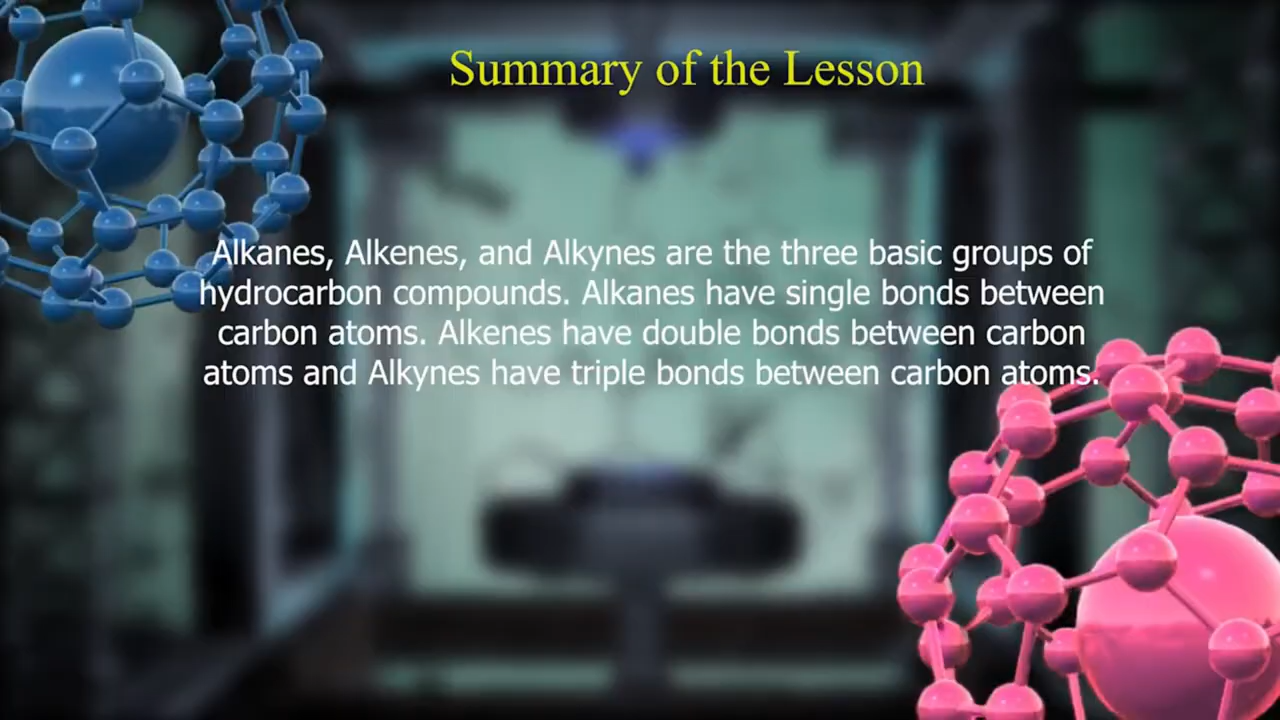 Summary of the Lesson
Alkanes, Alkenes, and Alkynes are the three basic groups of
hydrocarbon compounds. Alkanes have single bonds between
carbon atoms. Alkenes have double bonds between carbon
atoms and Alkynes have triple bonds between carbon atoms.